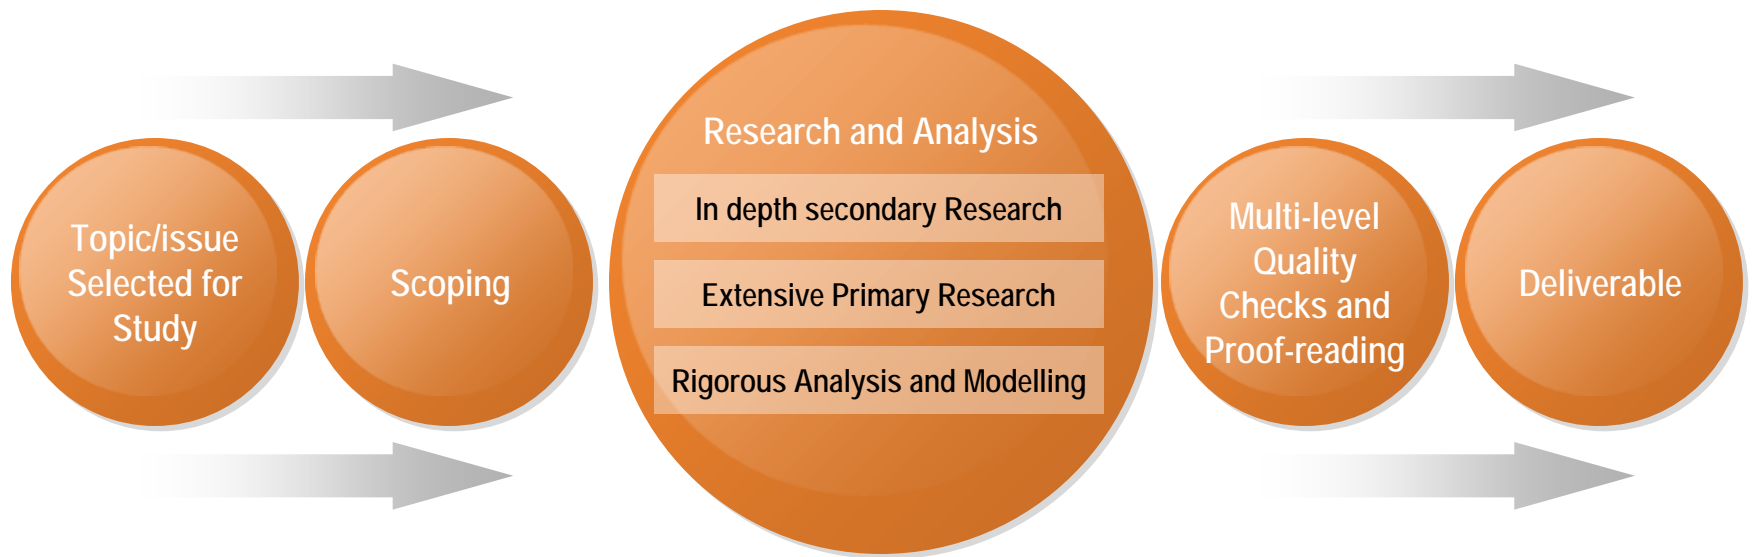 Topic/issue
Selected for
Study
Scoping
Research and Analysis
In depth secondary Research
Extensive Primary Research
Rigorous Analysis and Modelling
Multi-level
Quality
Checks and
Proof-reading
Deliverable